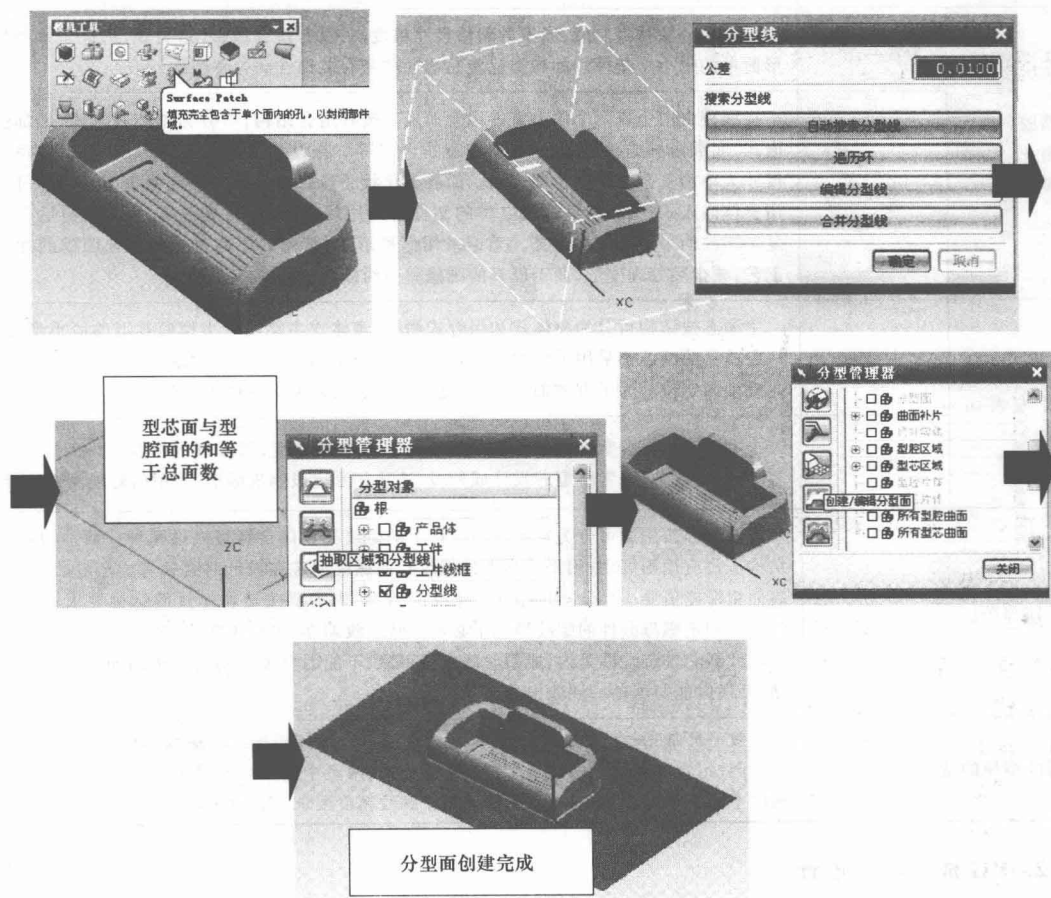 模具工具
Surface Patch
填充完全包含于单个面内的孔，以封闭部件
域。
XC
分型线
公差
0.0100
搜索分型线
自动搜索分型线
遍历环
编辑分型线
合并分型线
确定
取消
型芯面与型
腔面的和等
于总面数
ZC
分型管理器
分型对象
根
产品体
工件
抽取区域和分型线
工件线框
分型线
XC
分型管理器
分型面
曲面补片
型腔区域
型芯区域
创建/编辑分型面
所有型腔曲面
所有型芯曲面
关闭
分型面创建完成